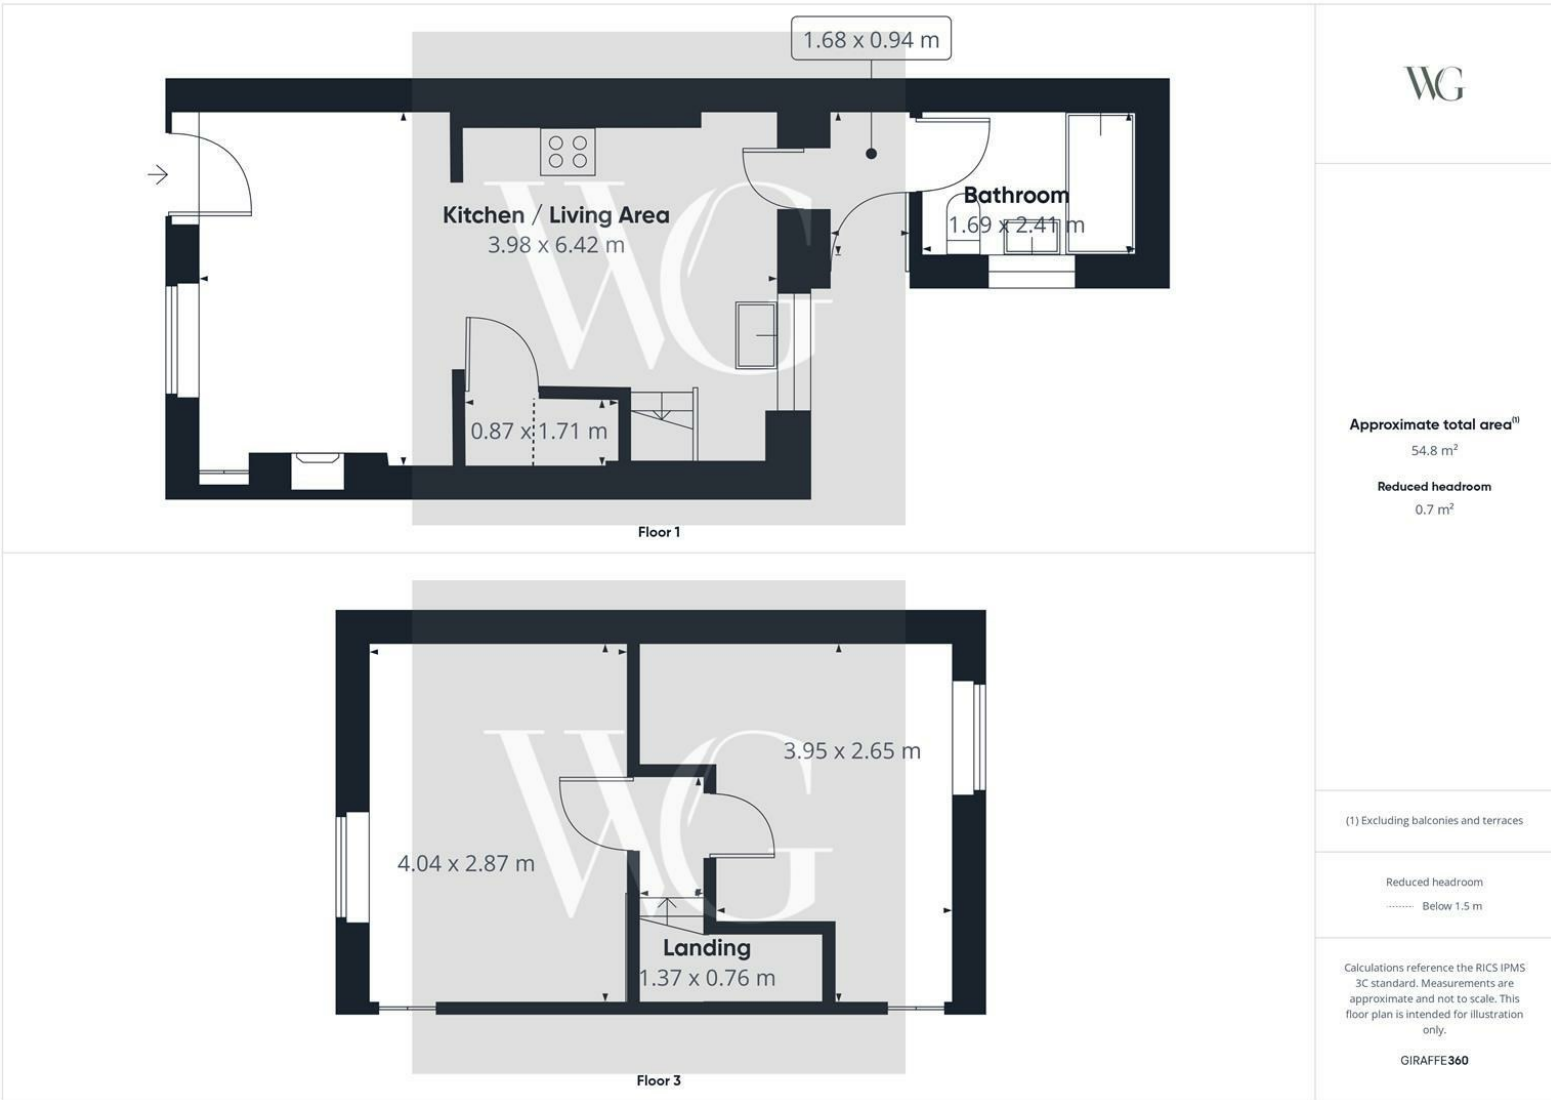 1.68 x 0.94 m
Kitchen / Living Area
3.98 x 6.42 m
Bathroom
1.69 x 2.41 m
0.87 x 1.71 m
WG
Floor 1
3.95 x 2.65 m
4.04 x 2.87 m
Landing
1.37 x 0.76 m
WG
Floor 3
WG
Approximate total area(1)
54.8 m²
Reduced headroom
0.7 m²
(1) Excluding balconies and terraces
Reduced headroom
Below 1.5 m
Calculations reference the RICS IPMS
3C standard. Measurements are
approximate and not to scale. This
floor plan is intended for illustration
only.
GIRAFFE360